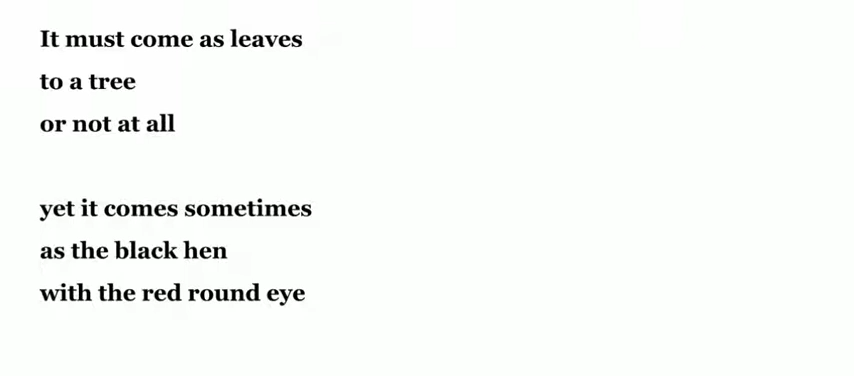 It must come as leaves
to a tree
or not at all
yet it comes sometimes
as the black hen
with the red round eye